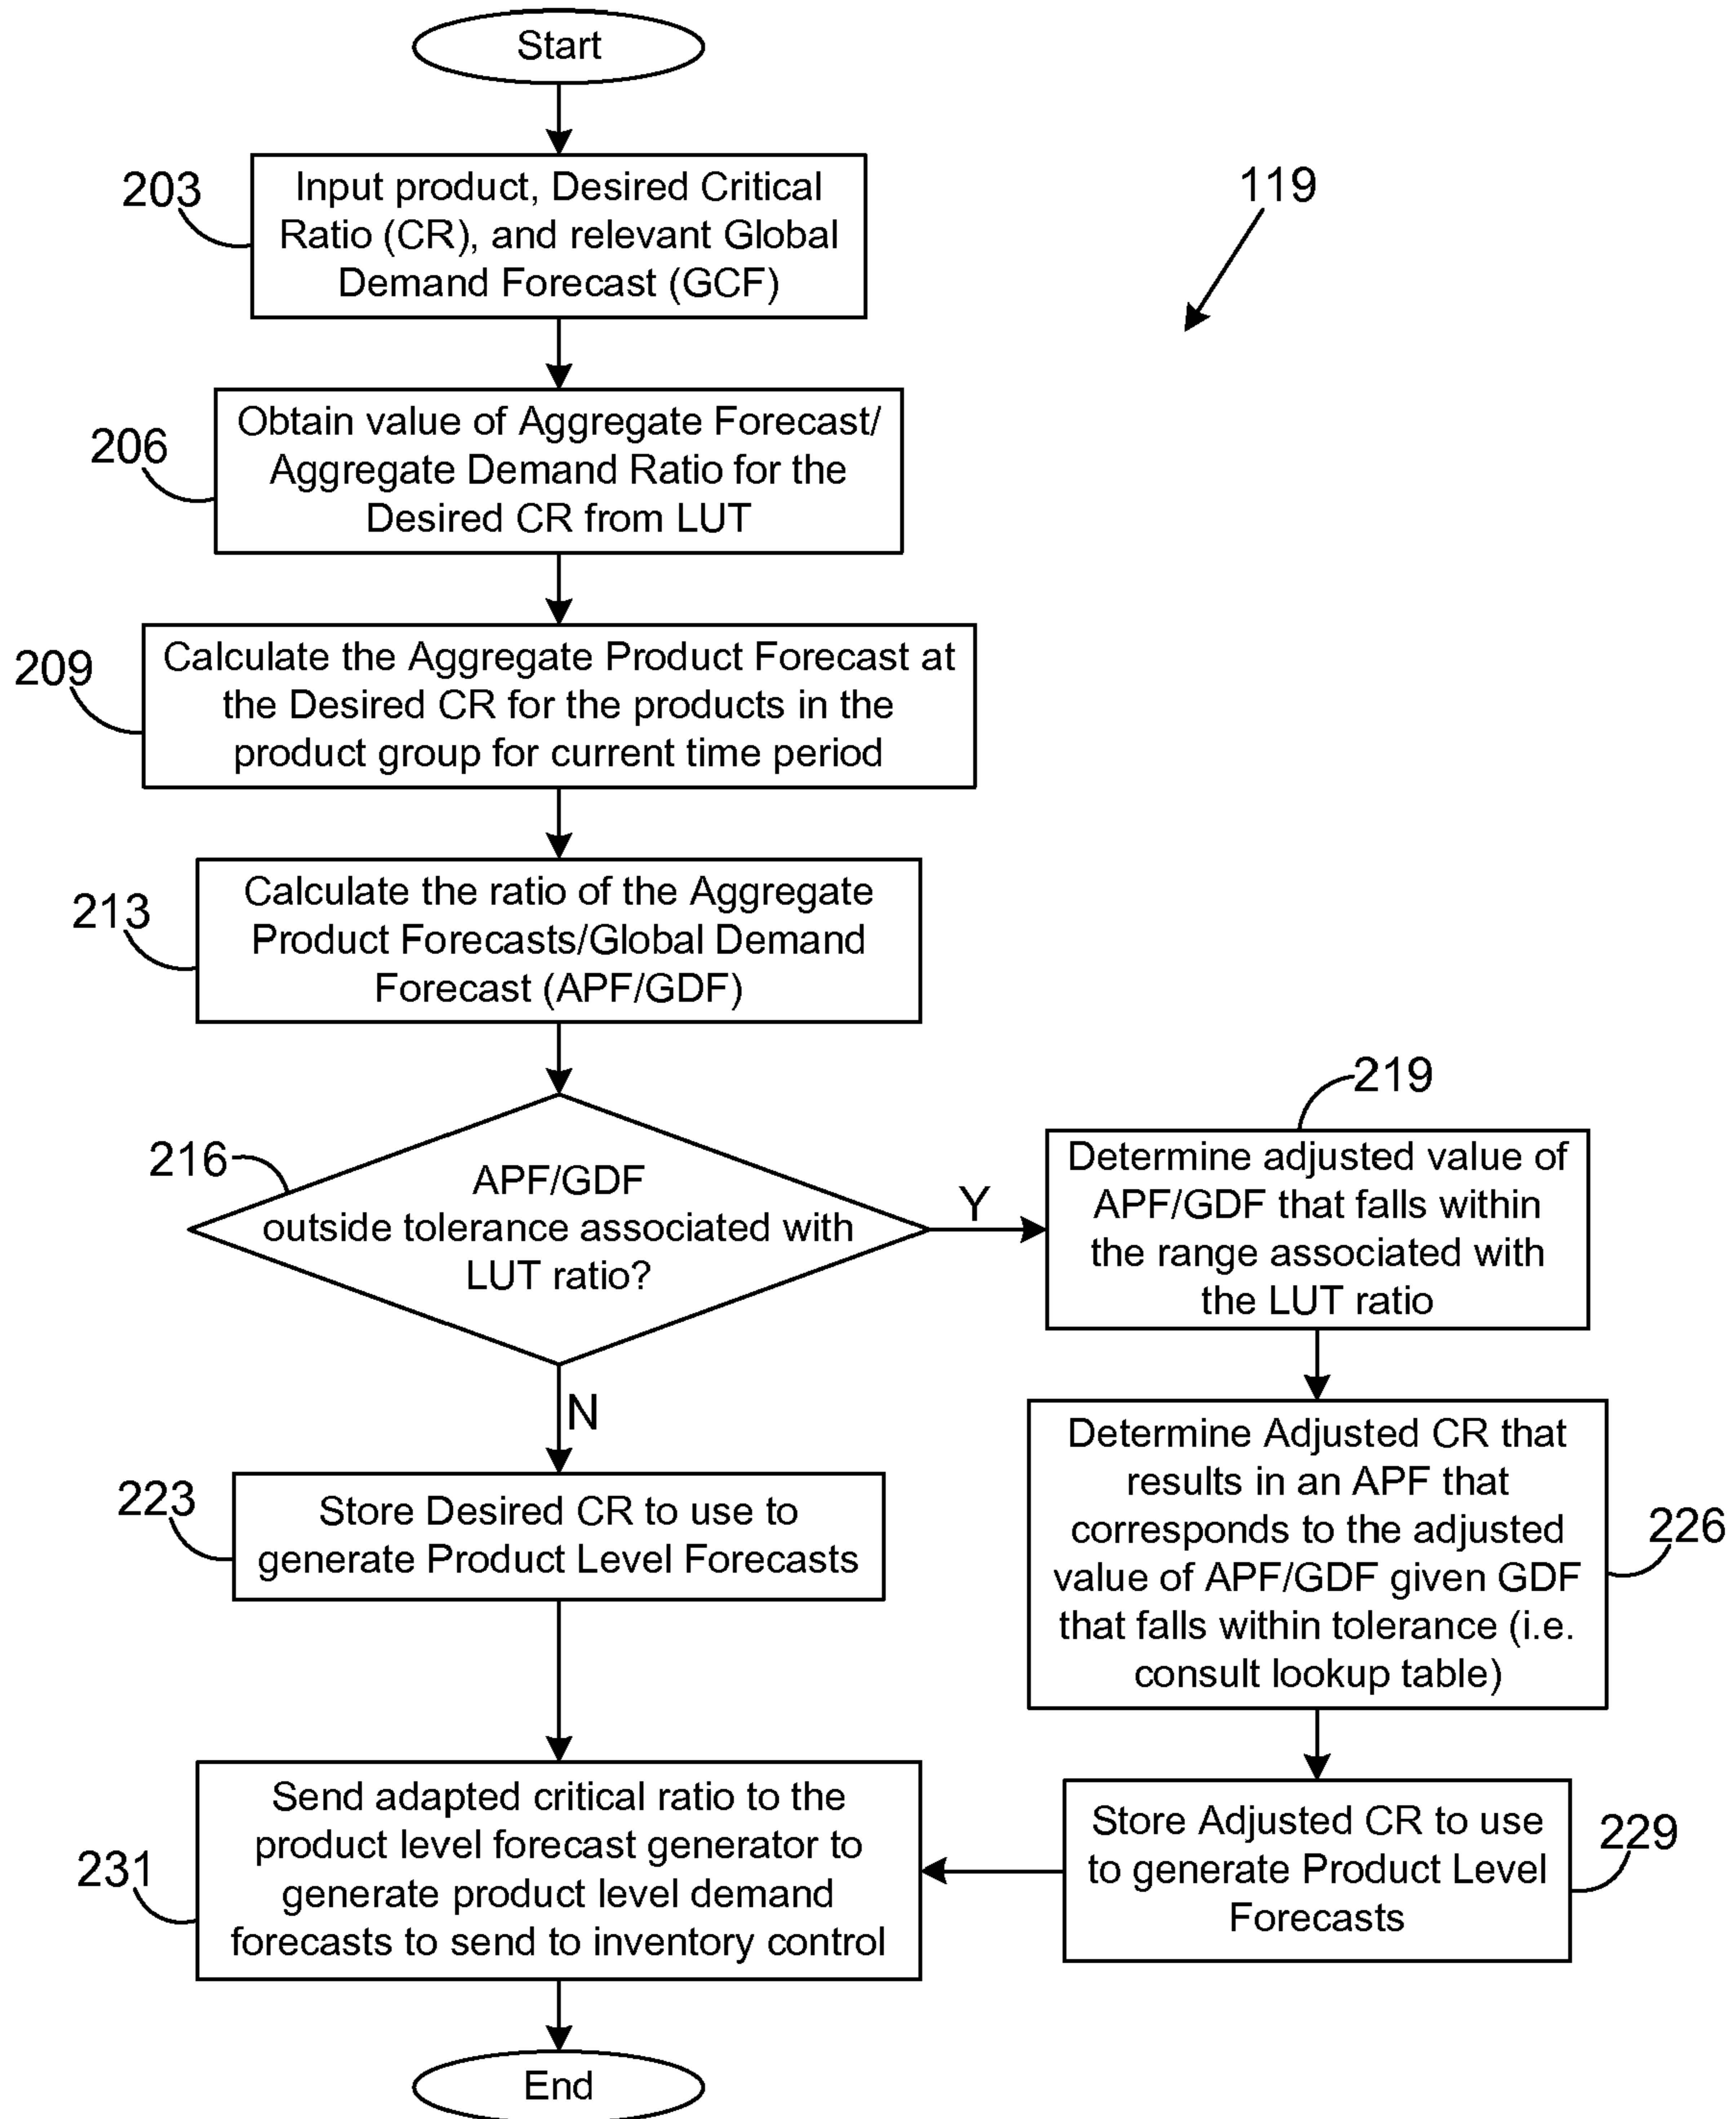 Start
203
Input product, Desired Critical
Ratio (CR), and relevant Global
Demand Forecast (GCF)
119
206
Obtain value of Aggregate Forecast/
Aggregate Demand Ratio for the
Desired CR from LUT
209
Calculate the Aggregate Product Forecast at
the Desired CR for the products in the
product group for current time period
213
Calculate the ratio of the Aggregate
Product Forecasts/Global Demand
Forecast (APF/GDF)
216
APF/GDF
outside tolerance associated with
LUT ratio?
Y
219
Determine adjusted value of
APF/GDF that falls within
the range associated with
the LUT ratio
N
223
Store Desired CR to use to
generate Product Level Forecasts
Determine Adjusted CR that
results in an APF that
corresponds to the adjusted
value of APF/GDF given GDF
that falls within tolerance (i.e.
consult lookup table)
226
231
Send adapted critical ratio to the
product level forecast generator to
generate product level demand
forecasts to send to inventory control
Store Adjusted CR to use
to generate Product Level
Forecasts
229
End